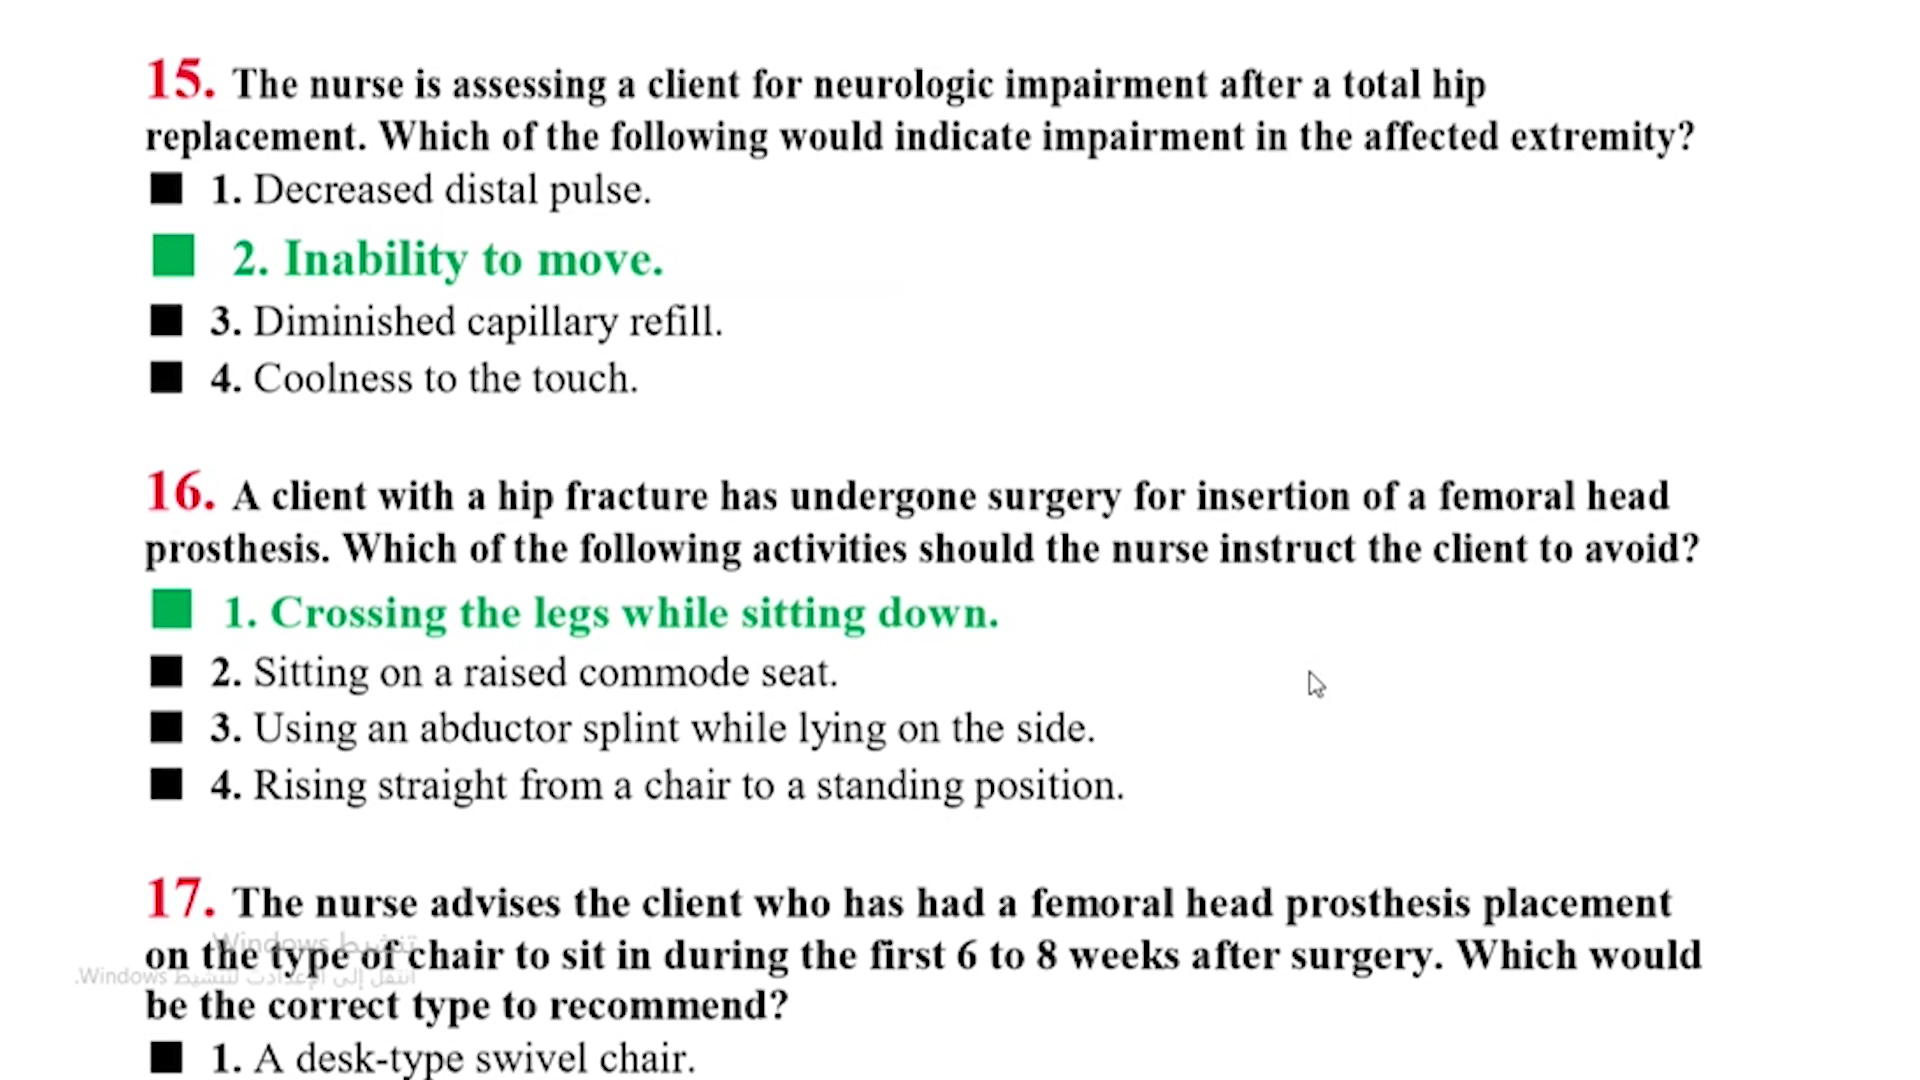 15. The nurse is assessing a client for neurologic impairment after a total hip
replacement. Which of the following would indicate impairment in the affected extremity?
■ 1. Decreased distal pulse.
■ 2. Inability to move.
■ 3. Diminished capillary refill.
■ 4. Coolness to the touch.
16. A client with a hip fracture has undergone surgery for insertion of a femoral head
prosthesis. Which of the following activities should the nurse instruct the client to avoid?
■ 1. Crossing the legs while sitting down.
■ 2. Sitting on a raised commode seat.
■ 3. Using an abductor splint while lying on the side.
■ 4. Rising straight from a chair to a standing position.
17. The nurse advises the client who has had a femoral head prosthesis placement
تنشيط Windows
on the type of chair to sit in during the first 6 to 8 weeks after surgery. Which would
انتقل إلى الإعدادات لتنشيط Windows.
be the correct type to recommend?
■ 1. A desk-type swivel chair.